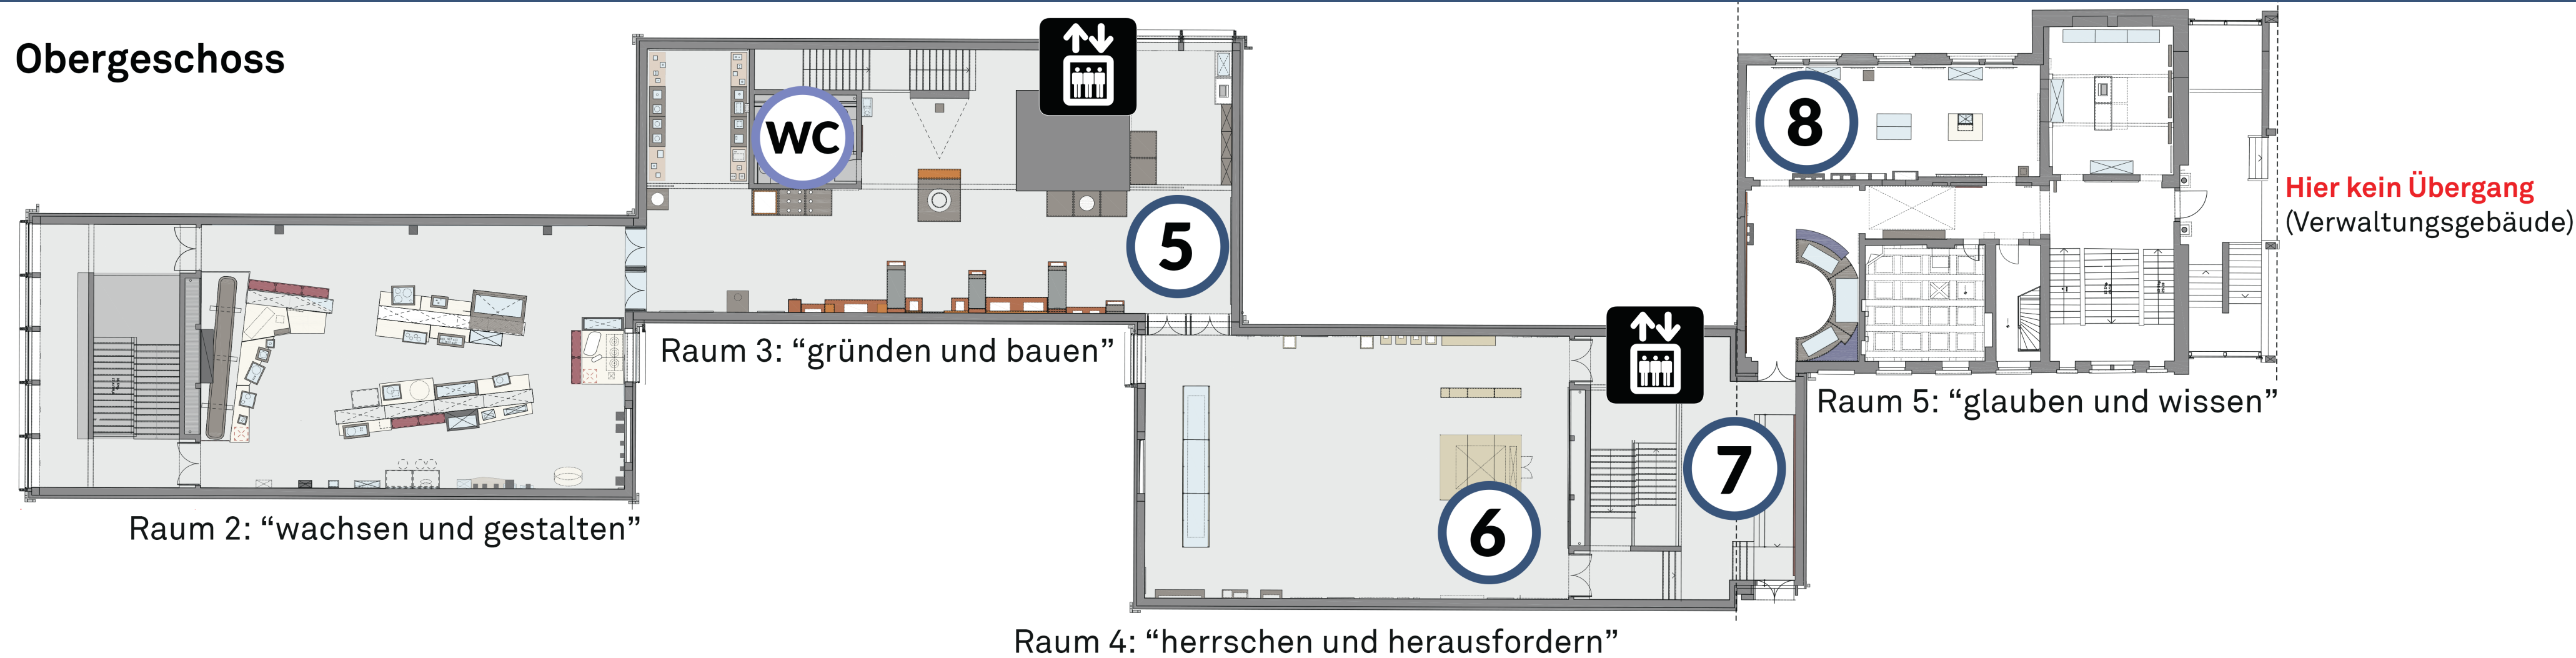 Obergeschoss
WC
8
Hier kein Übergang
(Verwaltungsgebäude)
5
Raum 3: “gründen und bauen”
Raum 5: “glauben und wissen”
7
6
Raum 2: “wachsen und gestalten”
Raum 4: “herrschen und herausfordern”